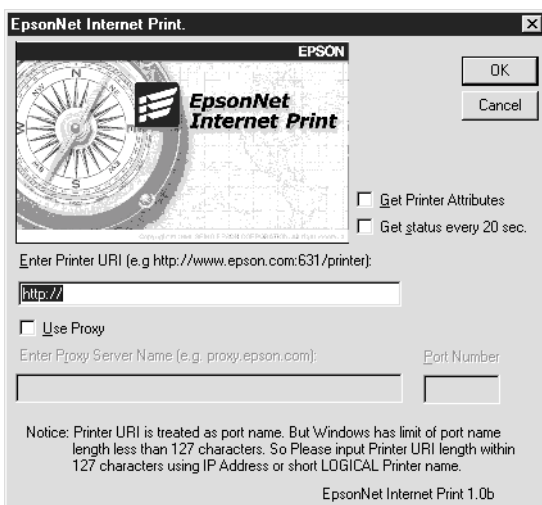 EpsonNet Internet Print.
EPSON
N
W
S
EpsonNet
Internet Print
OK
Cancel
Get Printer Attributes
Get status every 20 sec.
Enter Printer URI (e.g http://www.epson.com:631/printer):
http://
Use Proxy
Enter Proxy Server Name (e.g. proxy.epson.com):
Port Number
Notice: Printer URI is treated as port name. But Windows has limit of port name
length less than 127 characters. So Please input Printer URI length within
127 characters using IP Address or short LOGICAL Printer name.
EpsonNet Internet Print 1.0b